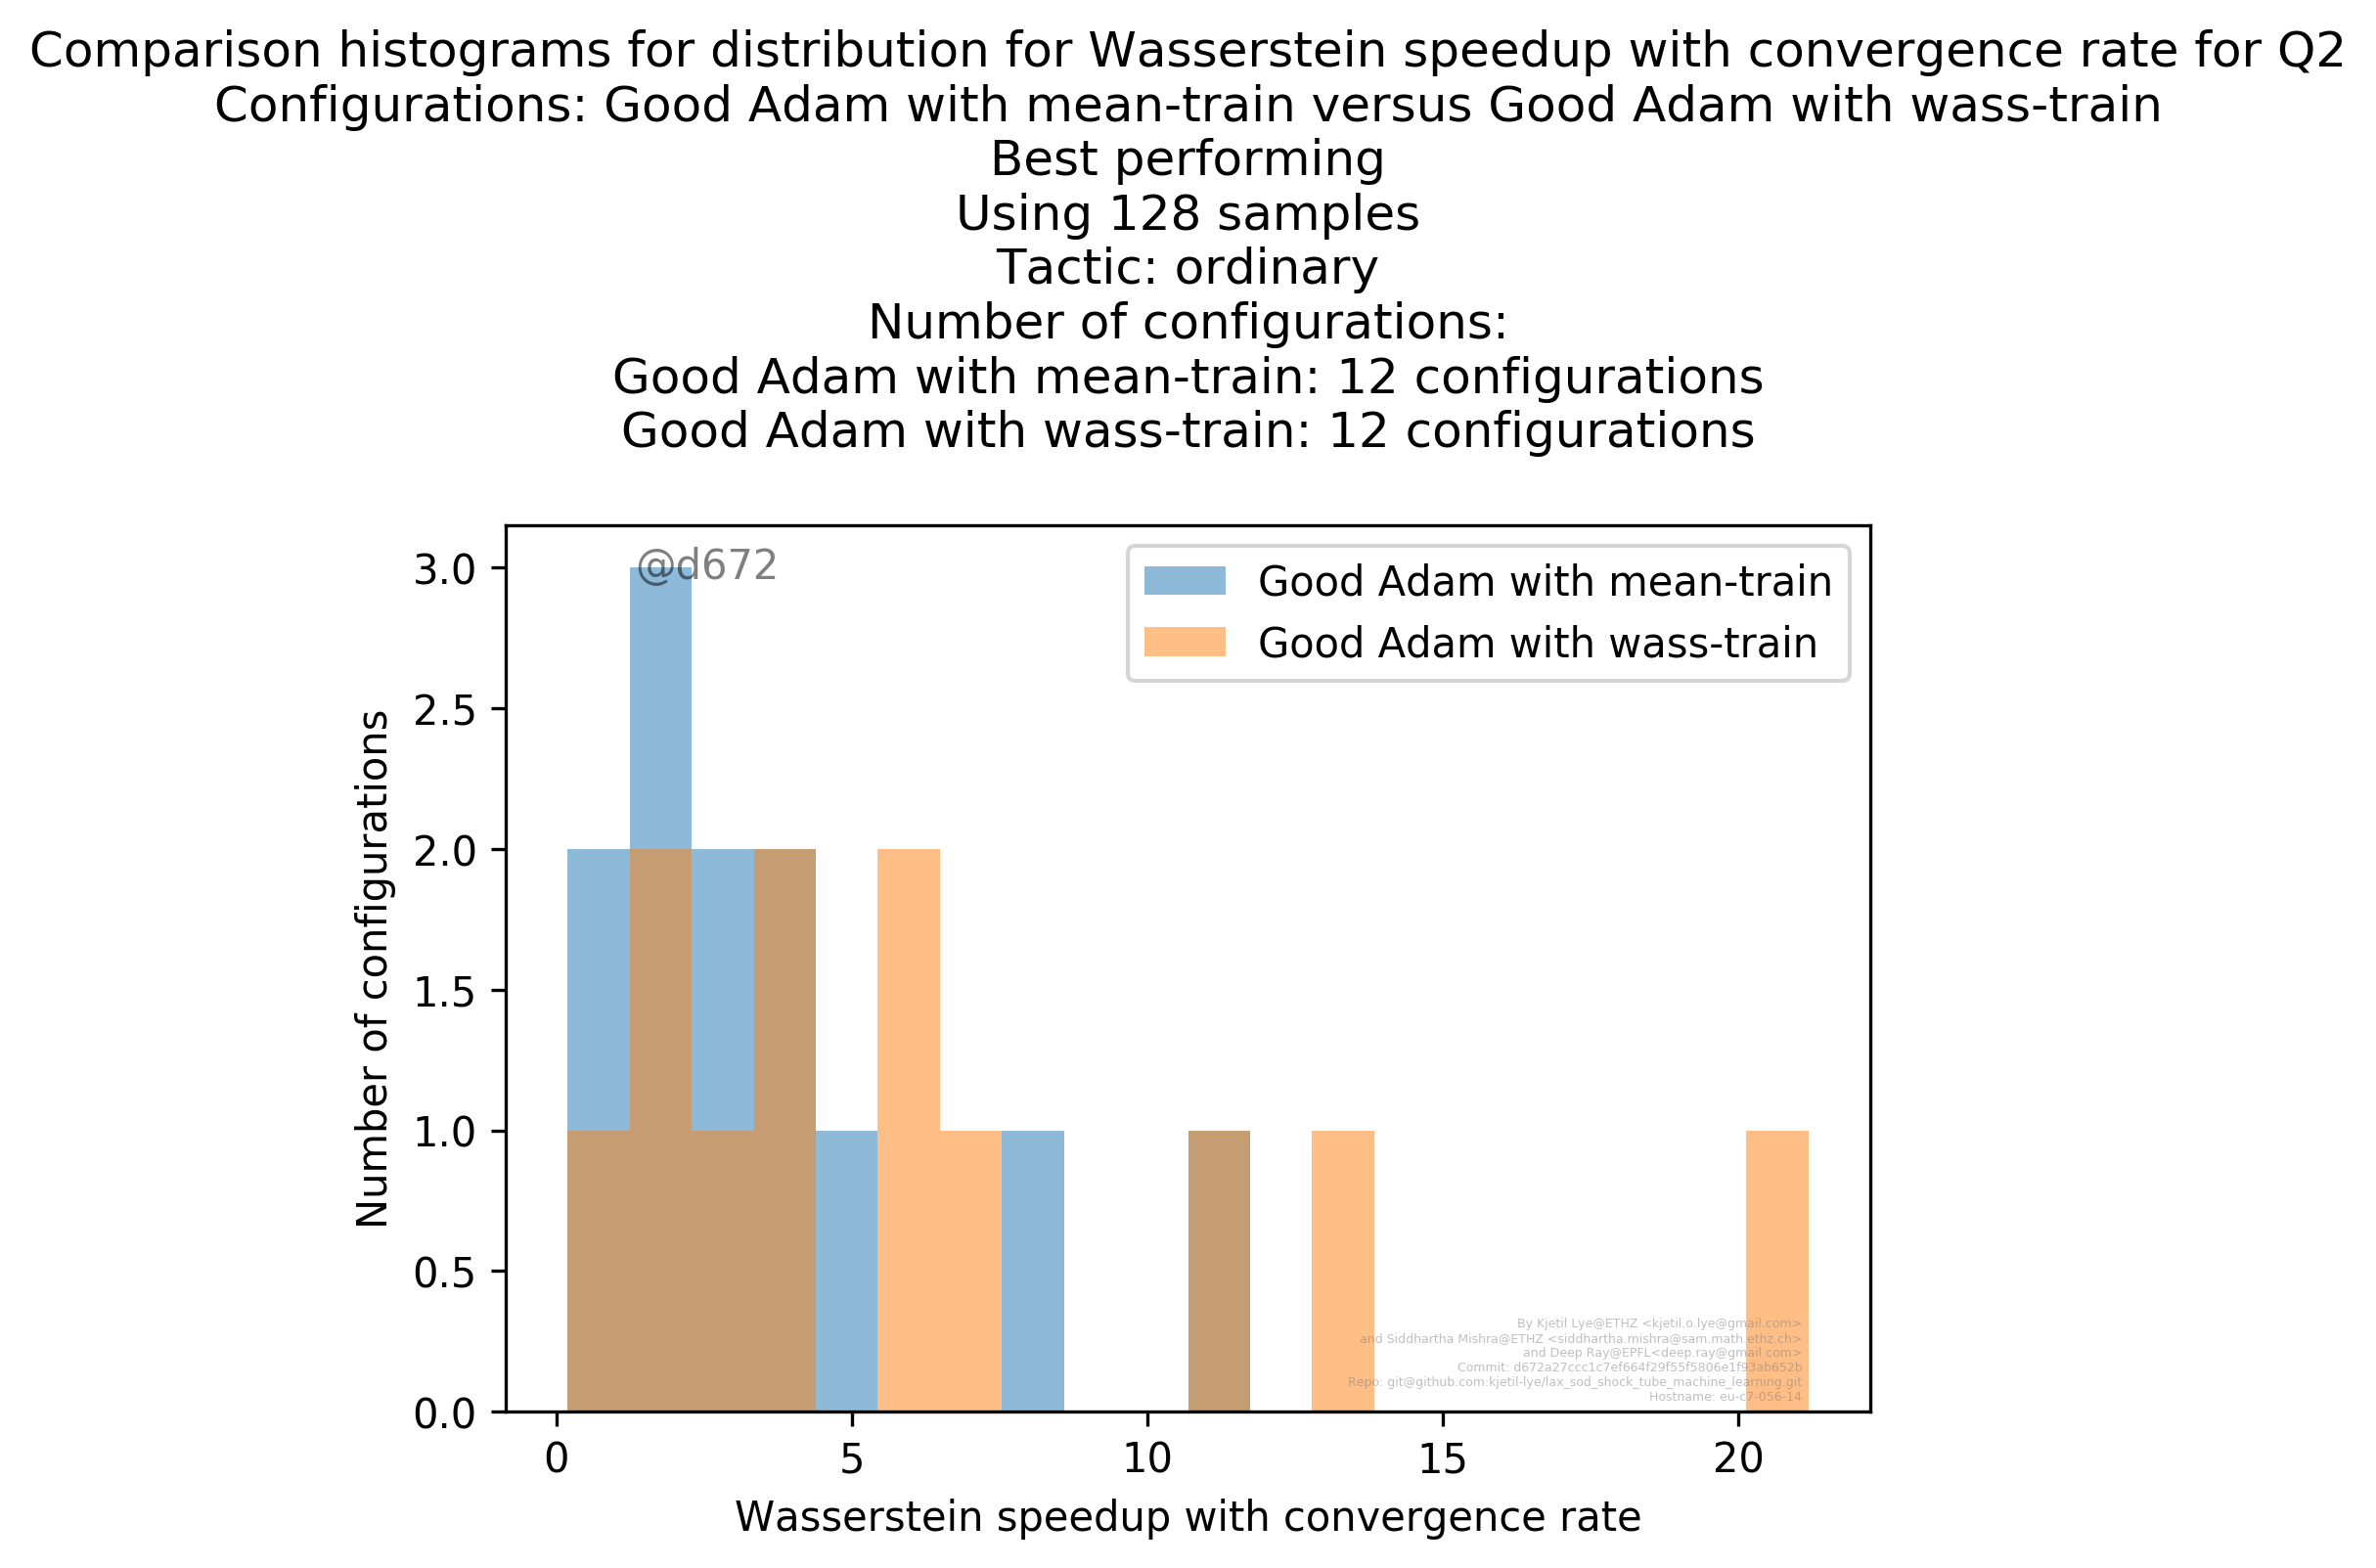 Comparison histograms for distribution for Wasserstein speedup with convergence rate for Q2
Configurations: Good Adam with mean-train versus Good Adam with wass-train
Best performing
Using 128 samples
Tactic: ordinary
Number of configurations:
Good Adam with mean-train: 12 configurations
Good Adam with wass-train: 12 configurations
@d672
Good Adam with mean-train
Good Adam with wass-train
3.0
2.5
2.0
1.5
1.0
0.5
0.0
Number of configurations
By Kjetil Lye@ETHZ <kjetil.o.lye@gmail.com>
and Siddhartha Mishra@ETHZ <siddhartha.mishra@sam.math.ethz.ch>
and Deep Ray@EPFL<deep.ray@gmail.com>
Commit: d672a27ccc1c7ef664f29f55f5806e1f93ab652b
Repo: git@github.com:kjetil-lye/lax_sod_shock_tube_machine_learning.git
Hostname: eu-c7-056-14
0 5 10 15 20
Wasserstein speedup with convergence rate